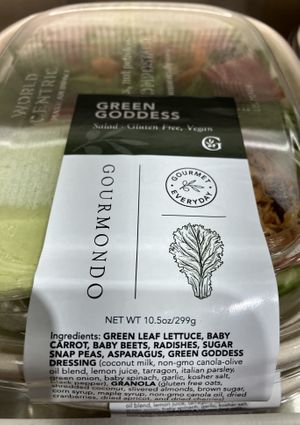 WORLD
CENTRIC
GREEN
GODDESS
Salad - Gluten Free, Vegan
GOURMONDO
GOURMET
EVERYDAY
NET WT 10.5oz/299g
Ingredients: GREEN LEAF LETTUCE, BABY
CARROT, BABY BEETS, RADISHES, SUGAR
SNAP PEAS, ASPARAGUS, GREEN GODDESS
DRESSING (coconut milk, non-gmo canola-olive
oil blend, lemon juice, tarragon, italian parsley,
green onion, baby spinach, garlic, kosher salt,
black pepper), GRANOLA (gluten free oats,
shredded coconut, slivered almonds, brown sugar,
corn syrup, maple syrup, non-gmo canola oil, dried
cranberries, dried apricots, and dried cherries)